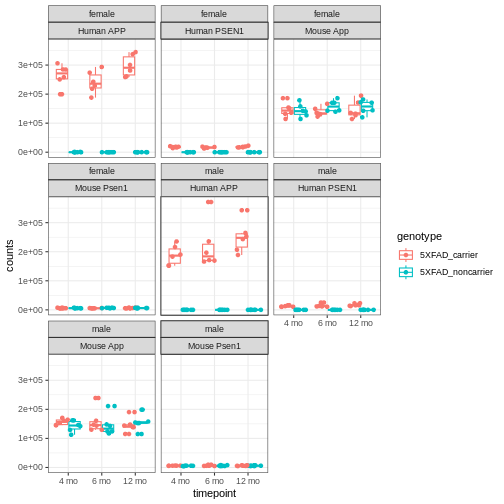 female
female
female
Human APP
Human PSEN1
Mouse App
3e+05
2e+05
1e+05
0e+00
female
male
male
Mouse Psen1
Human APP
Human PSEN1
3e+05
2e+05
1e+05
0e+00
4 mo
6 mo
12 mo
male
male
Mouse App
Mouse Psen1
3e+05
2e+05
1e+05
0e+00
4 mo
6 mo
12 mo
4 mo
6 mo
12 mo
timepoint
counts
genotype
5XFAD_carrier
5XFAD_noncarrier